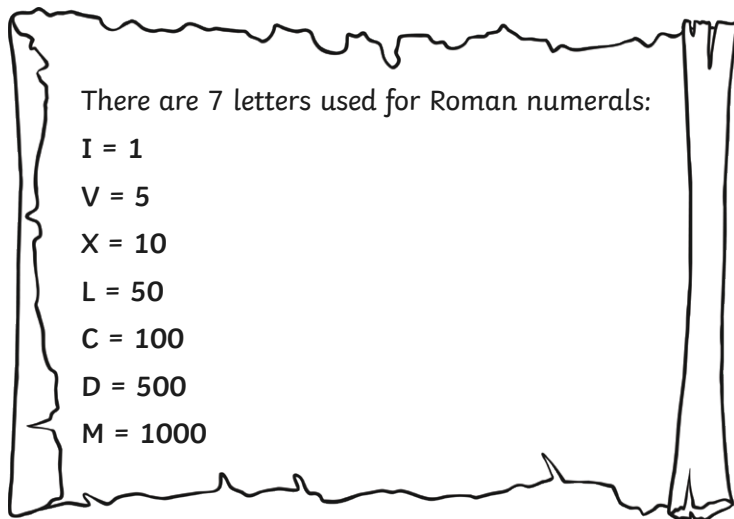 There are 7 letters used for Roman numerals:
I = 1
V = 5
X = 10
L = 50
C = 100
D = 500
M = 1000